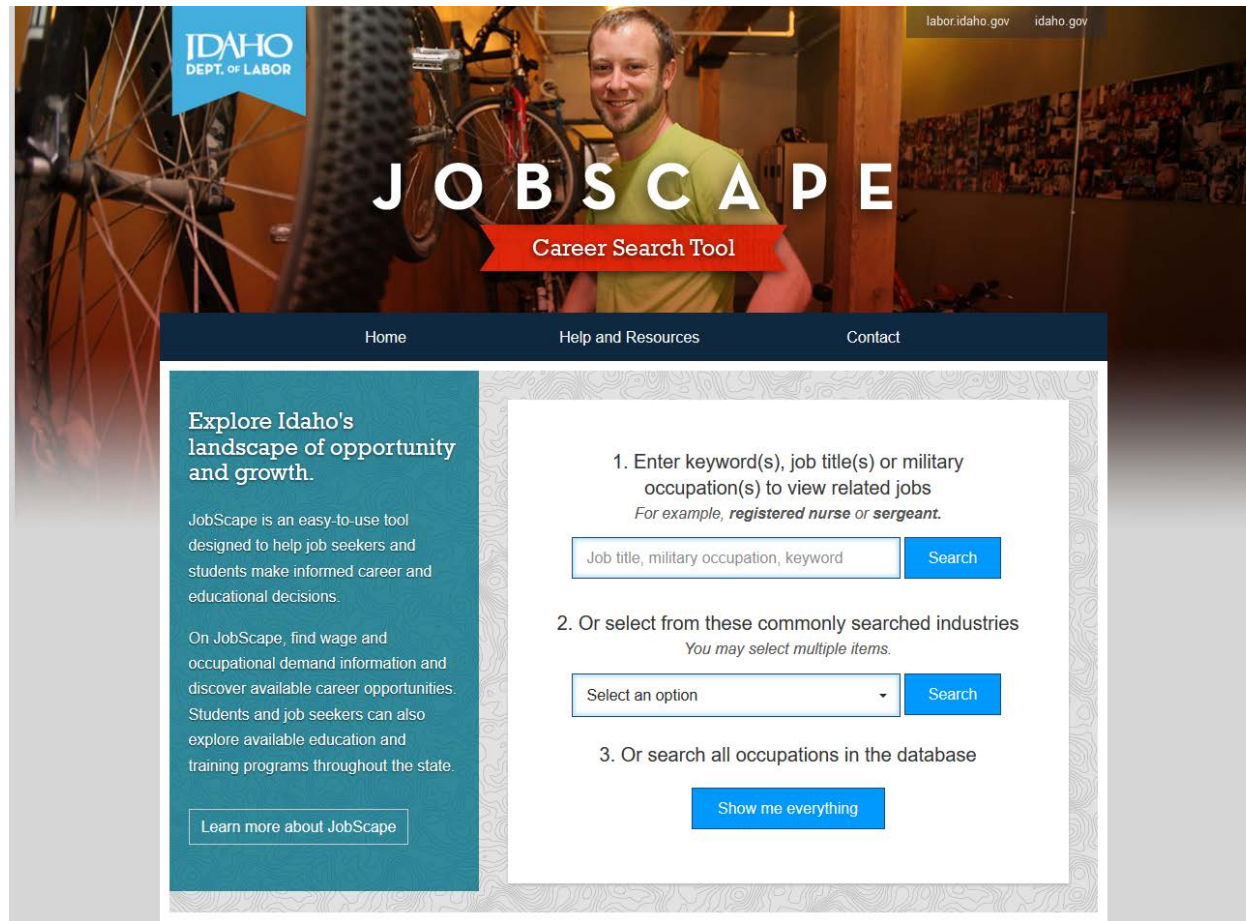 IDAHO
DEPT. OF LABOR
labor.idaho.gov idaho.gov
JOBSCAPE
Career Search Tool
Home Help and Resources Contact
Explore Idaho's
landscape of opportunity
and growth.
JobScape is an easy-to-use tool
designed to help job seekers and
students make informed career and
educational decisions.
On JobScape, find wage and
occupational demand information and
discover available career opportunities.
Students and job seekers can also
explore available education and
training programs throughout the state.
Learn more about JobScape
1. Enter keyword(s), job title(s) or military
occupation(s) to view related jobs
For example, registered nurse or sergeant.
Job title, military occupation, keyword Search
2. Or select from these commonly searched industries
You may select multiple items.
Select an option Search
3. Or search all occupations in the database
Show me everything